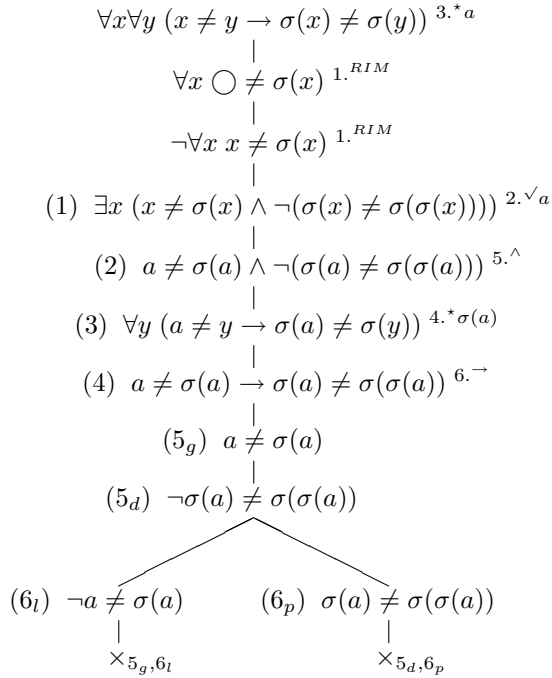 ∀x∀y (x ≠ y → σ(x) ≠ σ(y)) 3.⋆a
∀x ◯ ≠ σ(x) 1.RIM
¬∀x x ≠ σ(x) 1.RIM
(1) ∃x (x ≠ σ(x) ∧ ¬(σ(x) ≠ σ(σ(x)))) 2.√a
(2) a ≠ σ(a) ∧ ¬(σ(a) ≠ σ(σ(a))) 5.∧
(3) ∀y (a ≠ y → σ(a) ≠ σ(y)) 4.⋆σ(a)
(4) a ≠ σ(a) → σ(a) ≠ σ(σ(a)) 6.→
(5g) a ≠ σ(a)
(5d) ¬σ(a) ≠ σ(σ(a))
(6l) ¬a ≠ σ(a) (6p) σ(a) ≠ σ(σ(a))
×5g,6l ×5d,6p